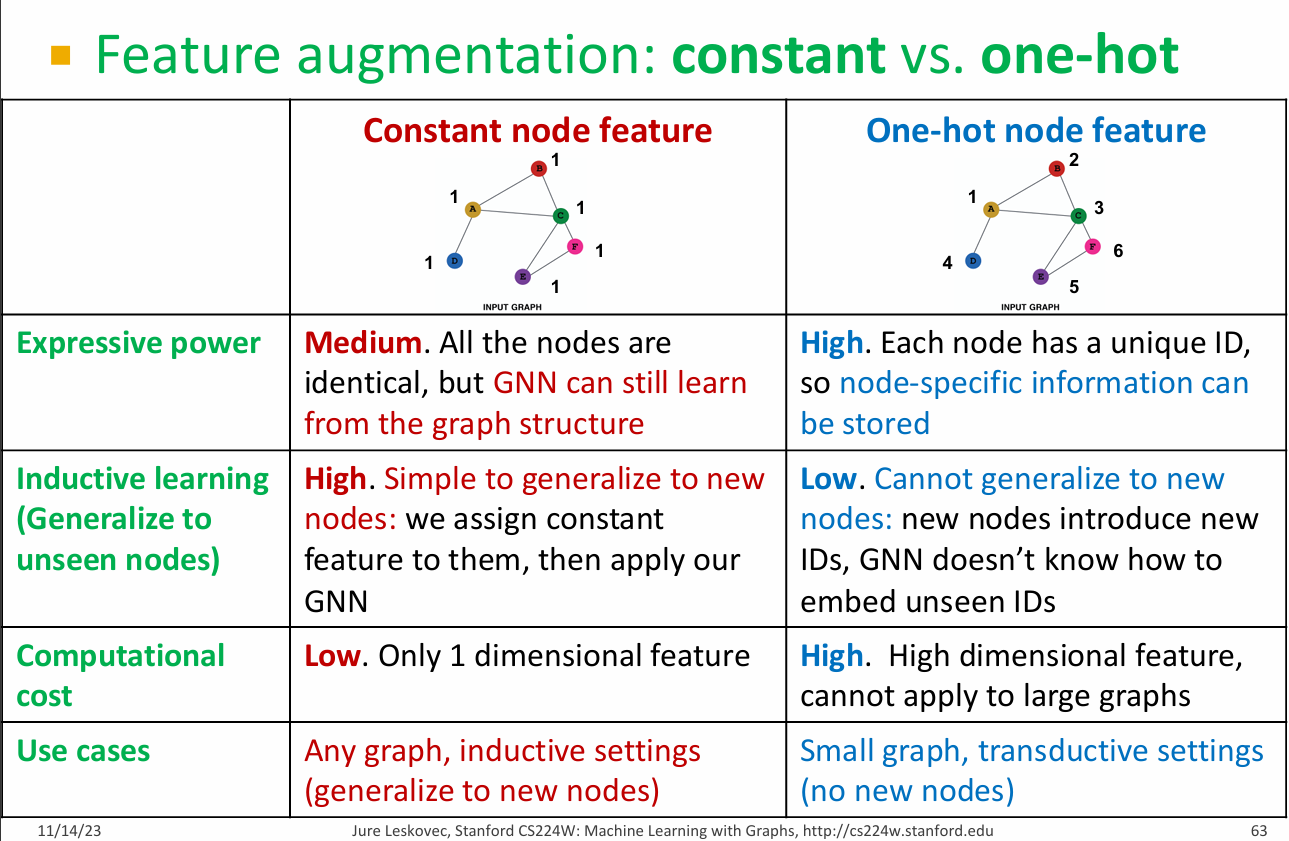 Feature augmentation: constant vs. one-hot
Constant node feature
1
B
1
A
C
1
F
1
1
D
E
1
INPUT GRAPH
One-hot node feature
2
B
1
A
C
3
F
6
4
D
E
5
INPUT GRAPH
Expressive power
Medium. All the nodes are
identical, but GNN can still learn
from the graph structure
High. Each node has a unique ID,
so node-specific information can
be stored
Inductive learning
(Generalize to
unseen nodes)
High. Simple to generalize to new
nodes: we assign constant
feature to them, then apply our
GNN
Low. Cannot generalize to new
nodes: new nodes introduce new
IDs, GNN doesn’t know how to
embed unseen IDs
Computational
cost
Low. Only 1 dimensional feature
High.  High dimensional feature,
cannot apply to large graphs
Use cases
Any graph, inductive settings
(generalize to new nodes)
Small graph, transductive settings
(no new nodes)
11/14/23
Jure Leskovec, Stanford CS224W: Machine Learning with Graphs, http://cs224w.stanford.edu
63